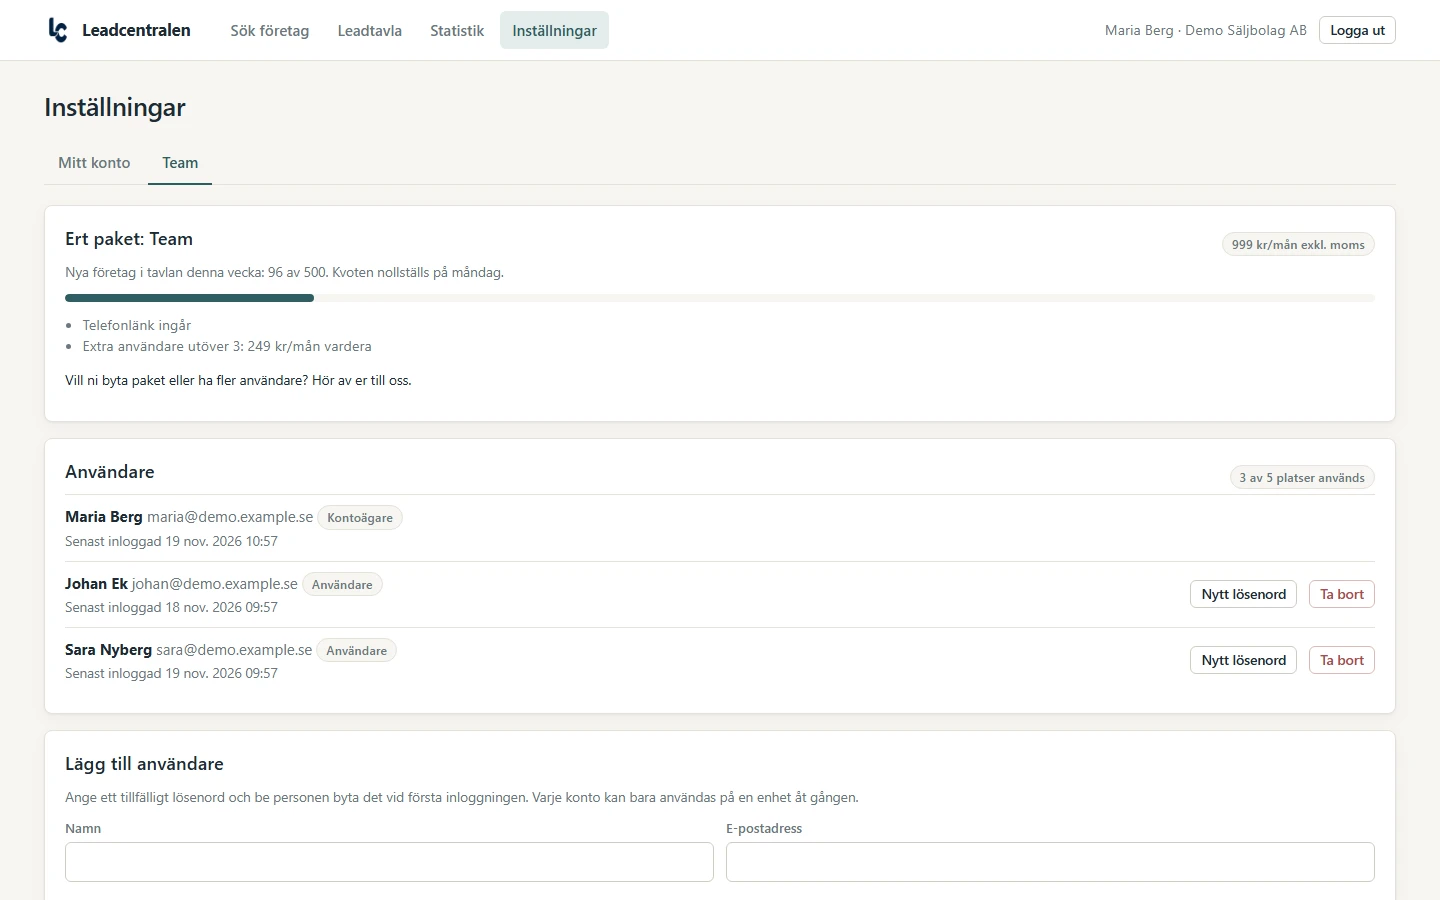 Leadcentralen Sök företag Leadtavla Statistik Inställningar Maria Berg · Demo Säljbolag AB Logga ut
Inställningar
Mitt konto Team
Ert paket: Team 999 kr/mån exkl. moms
Nya företag i tavlan denna vecka: 96 av 500. Kvoten nollställs på måndag.
• Telefonlänk ingår
• Extra användare utöver 3: 249 kr/mån vardera
Vill ni byta paket eller ha fler användare? Hör av er till oss.
Användare 3 av 5 platser används
Maria Berg maria@demo.example.se Kontoägare
Senast inloggad 19 nov. 2026 10:57
Johan Ek johan@demo.example.se Användare Nytt lösenord Ta bort
Senast inloggad 18 nov. 2026 09:57
Sara Nyberg sara@demo.example.se Användare Nytt lösenord Ta bort
Senast inloggad 19 nov. 2026 09:57
Lägg till användare
Ange ett tillfälligt lösenord och be personen byta det vid första inloggningen. Varje konto kan bara användas på en enhet åt gången.
Namn E-postadress